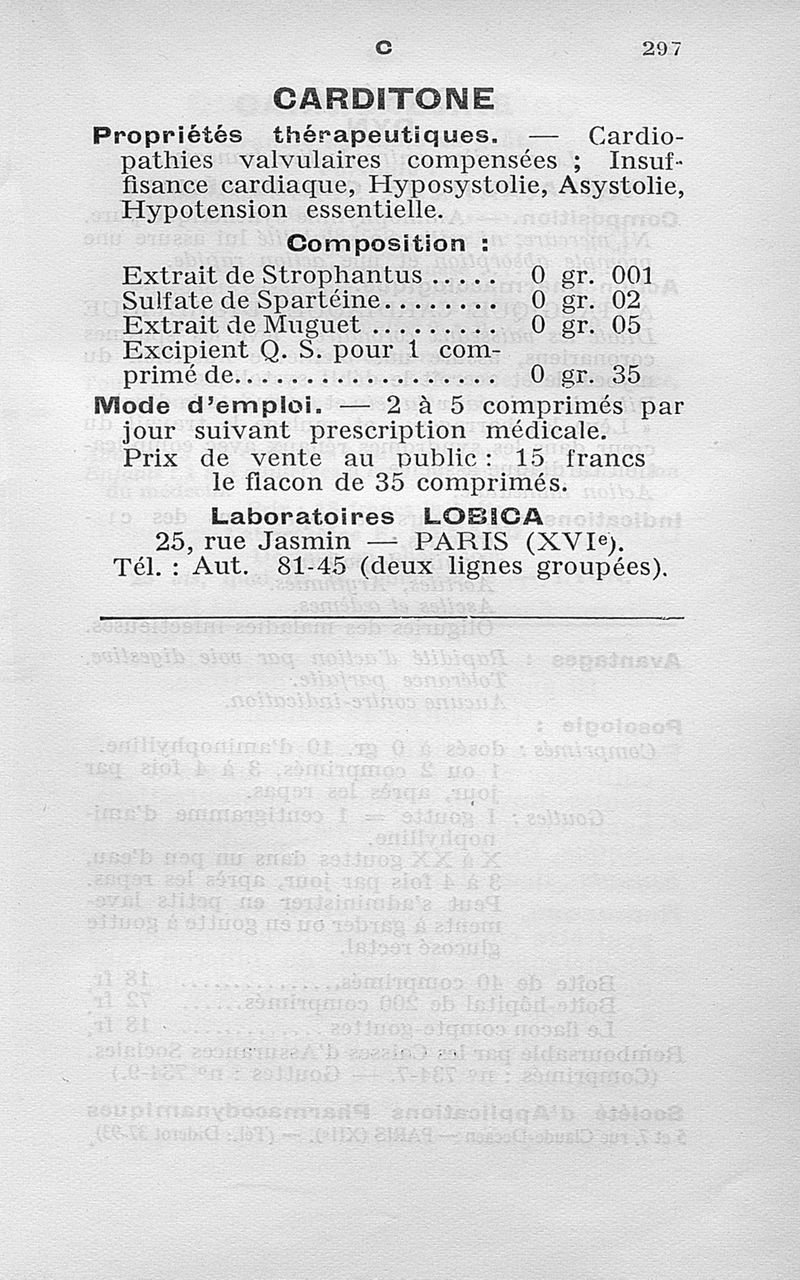 C 297
CARDITONE
Propriétés thérapeutiques. — Cardio-
pathies valvulaires compensées ; Insuf-
fisance cardiaque, Hyposystolie, Asystolie,
Hypotension essentielle.
Composition :
Extrait de Strophantus ..... 0 gr. 001
Sulfate de Spartéine........ 0 gr. 02
Extrait de Muguet ......... 0 gr. 05
Excipient Q. S. pour 1 com-
primé de.................. 0 gr. 35
Mode d'emploi. — 2 à 5 comprimés par
jour suivant prescription médicale.
Prix de vente au public : 15 francs
le flacon de 35 comprimés.
Laboratoires LOBICA
25, rue Jasmin — PARIS (XVIe).
Tél. : Aut. 81-45 (deux lignes groupées).